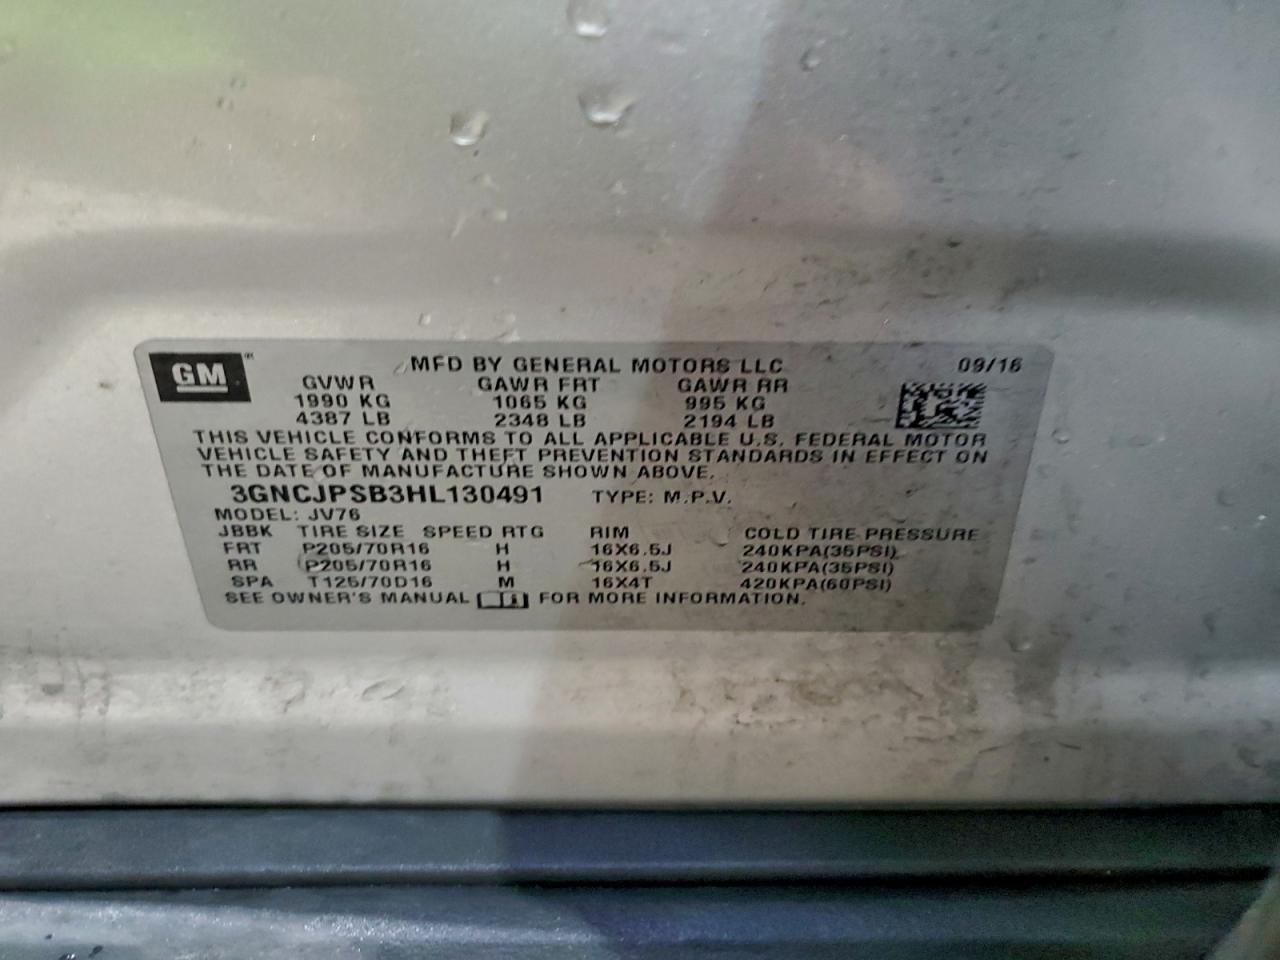 GM®
MFD BY GENERAL MOTORS LLC 09/16
GVWR GAWR FRT GAWR RR
1990 KG 1065 KG 995 KG
4387 LB 2348 LB 2194 LB
THIS VEHICLE CONFORMS TO ALL APPLICABLE U.S. FEDERAL MOTOR
VEHICLE SAFETY AND THEFT PREVENTION STANDARDS IN EFFECT ON
THE DATE OF MANUFACTURE SHOWN ABOVE.
3GNCJPSB3HL130491 TYPE: M.P.V.
MODEL: JV76
JBBK TIRE SIZE SPEED RTG RIM COLD TIRE PRESSURE
FRT P205/70R16 H 16X6.5J 240KPA(35PSI)
RR P205/70R16 H 16X6.5J 240KPA(35PSI)
SPA T125/70D16 M 16X4T 420KPA(60PSI)
SEE OWNER'S MANUAL FOR MORE INFORMATION.